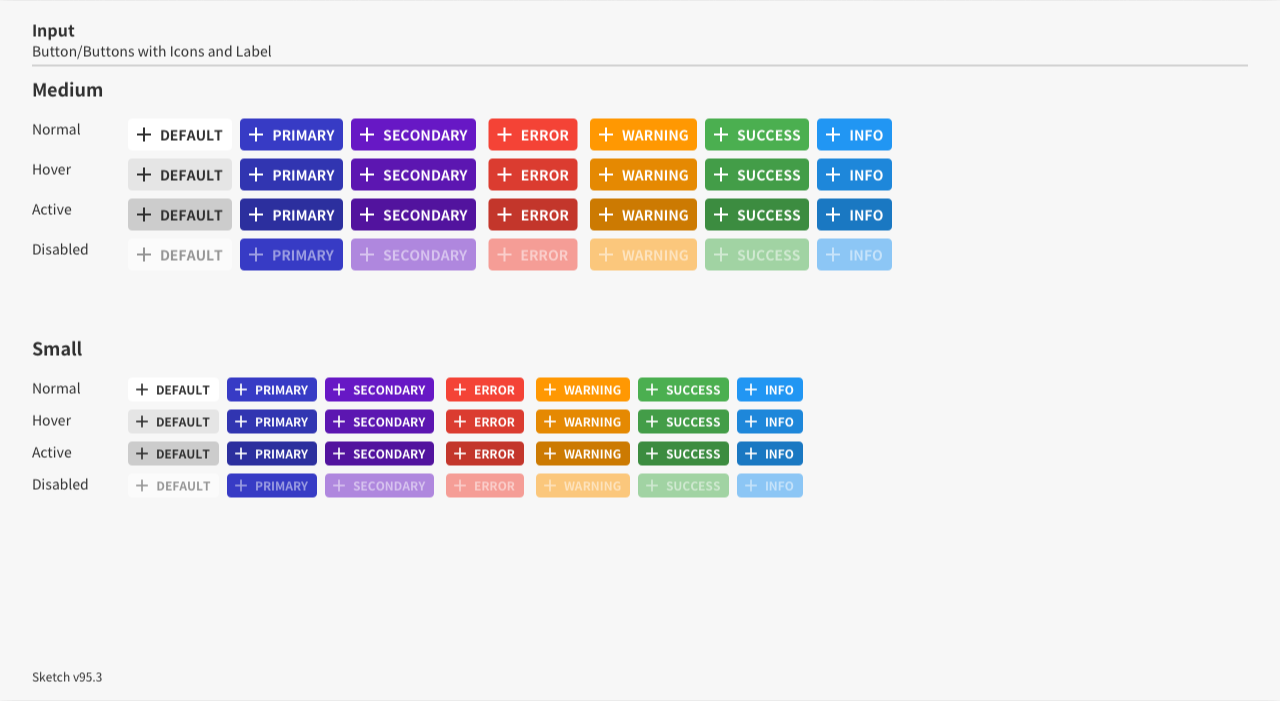 Input
Button/Buttons with Icons and Label
Medium
Normal DEFAULT PRIMARY SECONDARY ERROR WARNING SUCCESS INFO
Hover DEFAULT PRIMARY SECONDARY ERROR WARNING SUCCESS INFO
Active DEFAULT PRIMARY SECONDARY ERROR WARNING SUCCESS INFO
Disabled DEFAULT PRIMARY SECONDARY ERROR WARNING SUCCESS INFO
Small
Normal DEFAULT PRIMARY SECONDARY ERROR WARNING SUCCESS INFO
Hover DEFAULT PRIMARY SECONDARY ERROR WARNING SUCCESS INFO
Active DEFAULT PRIMARY SECONDARY ERROR WARNING SUCCESS INFO
Disabled DEFAULT PRIMARY SECONDARY ERROR WARNING SUCCESS INFO
Sketch v95.3